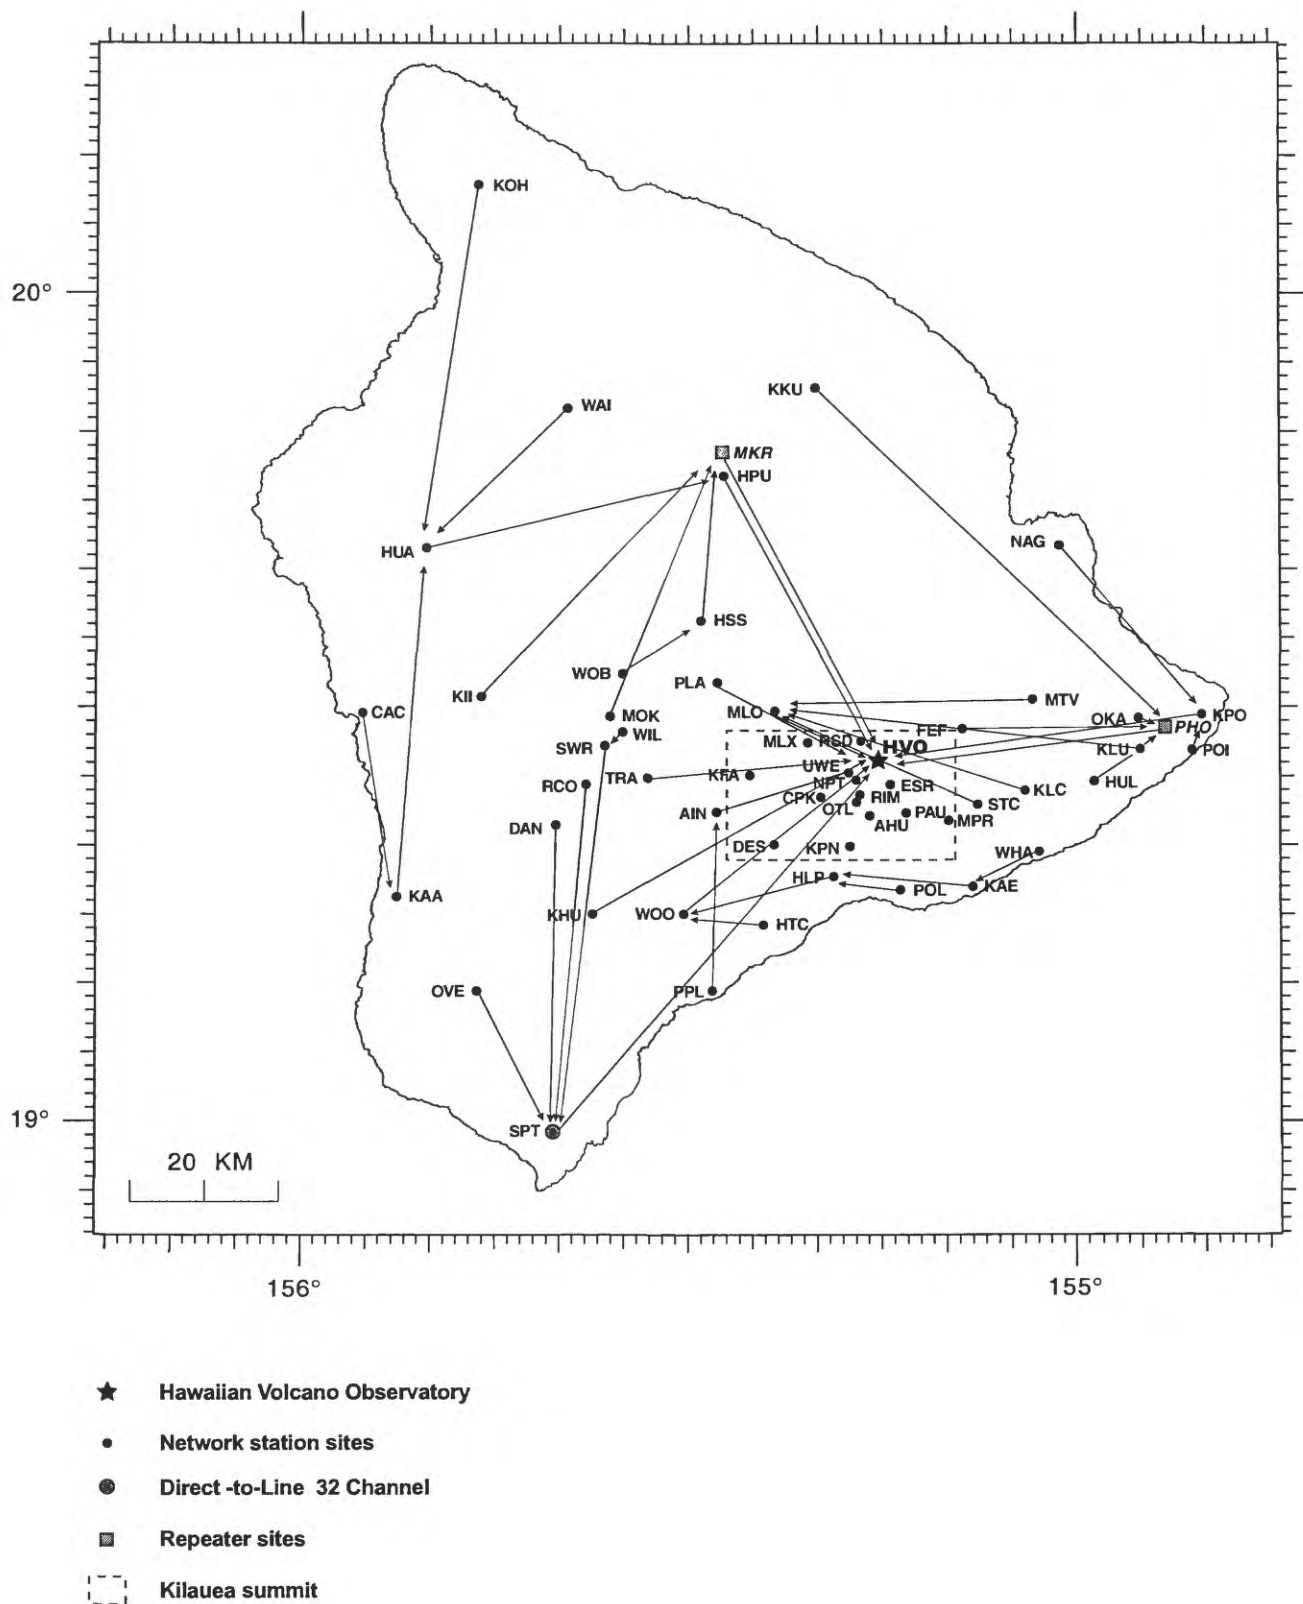 KOH
20°
KKU
WAI
MKR
HPU
NAG
HUA
HSS
WOB
PLA
KII
MTV
CAC
MLO
OKA
KPO
MOK
FEF
PHO
WIL
MLX
RSD
HVO
KLU
POI
SWR
UWE
TRA
KFA
NPT
ESR
HUL
RCO
CPK
RIM
KLC
STC
OTL
AIN
PAU
MPR
AHU
DAN
DES
KPN
WHA
HLP
POL
KAE
KAA
KHU
WOO
HTC
OVE
PPL
19°
SPT
20 KM
156°
155°
Hawaiian Volcano Observatory
Network station sites
Direct -to-Line 32 Channel
Repeater sites
Kilauea summit